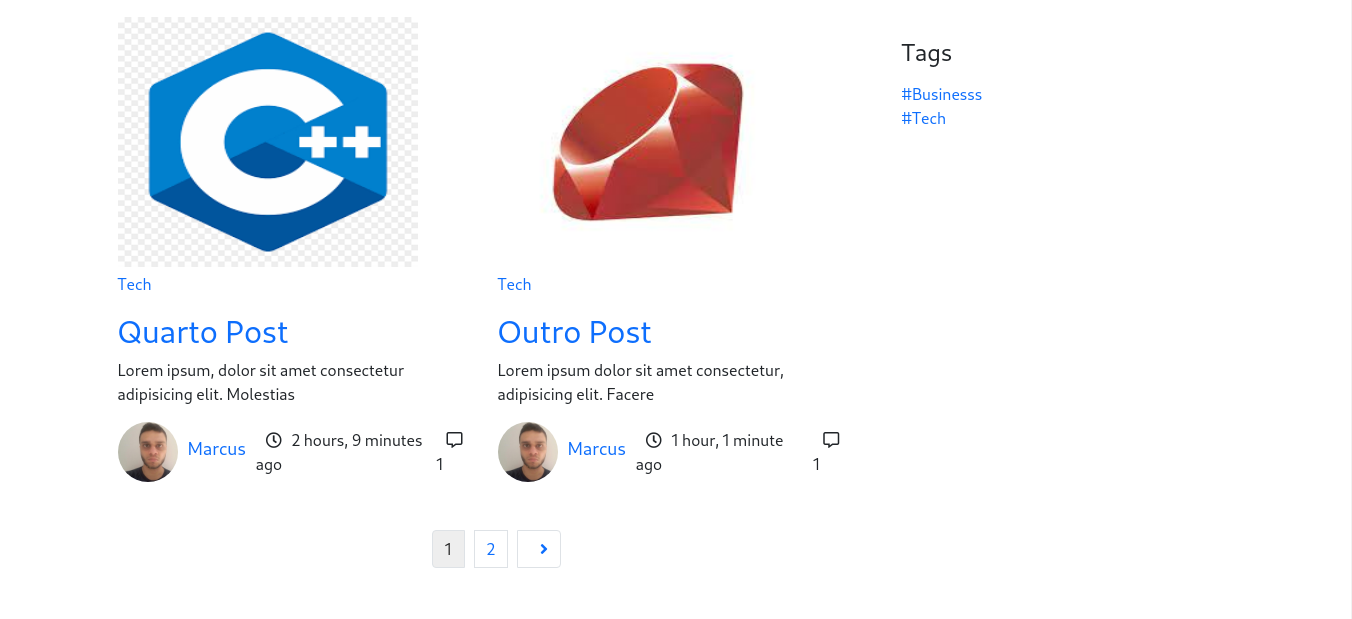 C++
Tech
Quarto Post
Lorem ipsum, dolor sit amet consectetur
adipisicing elit. Molestias
Marcus
2 hours, 9 minutes
ago
1
Tech
Outro Post
Lorem ipsum dolor sit amet consectetur,
adipisicing elit. Facere
Marcus
1 hour, 1 minute
ago
1
1 2
Tags
#Businesss
#Tech